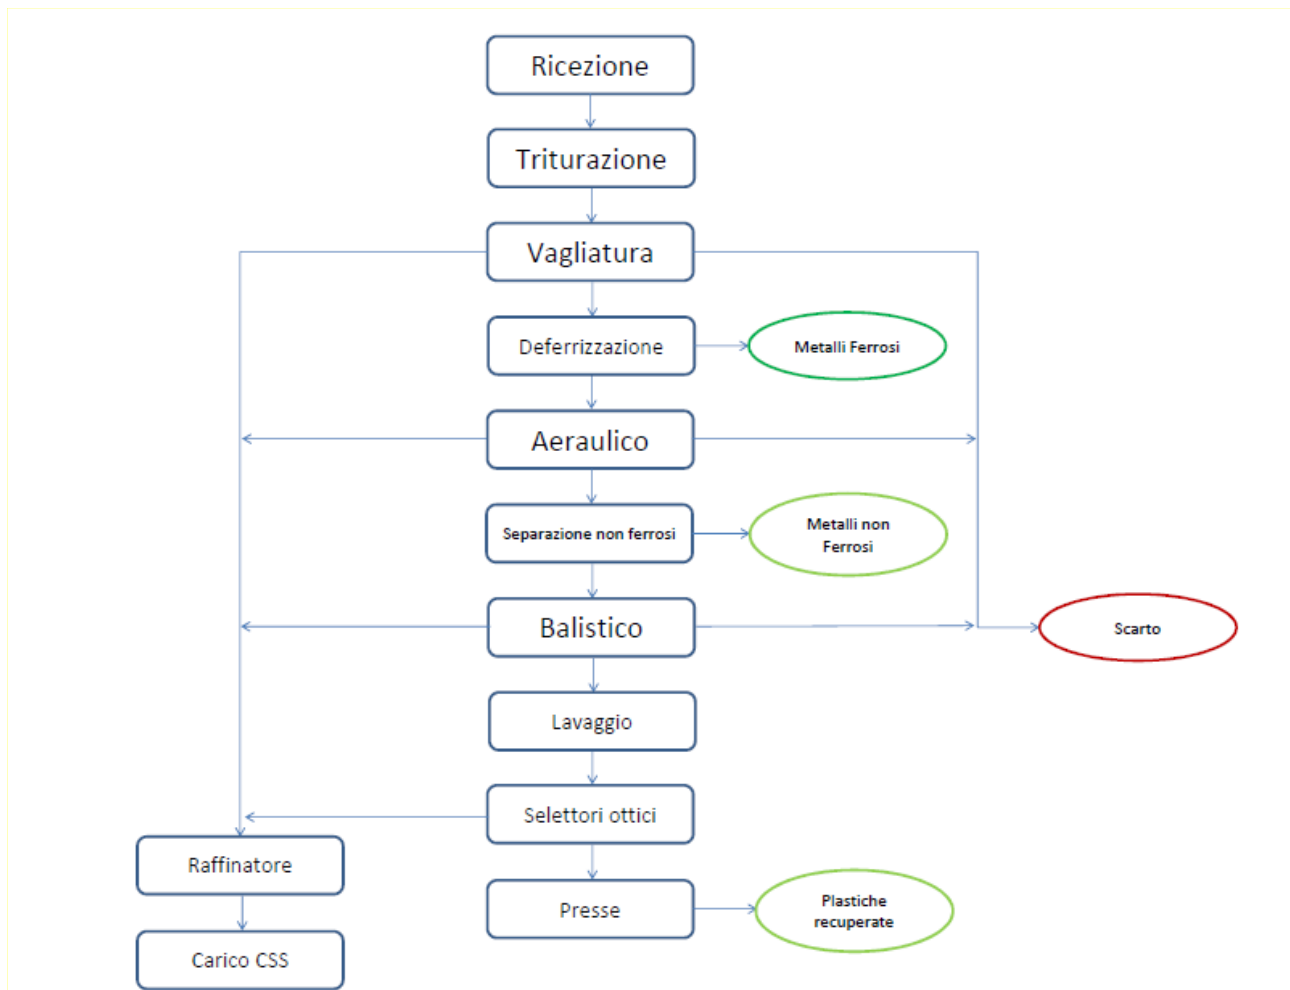 Ricezione
Triturazione
Vagliatura
Deferrizzazione
Metalli Ferrosi
Aeraulico
Separazione non ferrosi
Metalli non
Ferrosi
Balistico
Scarto
Lavaggio
Selettori ottici
Raffinatore
Presse
Plastiche
recuperate
Carico CSS